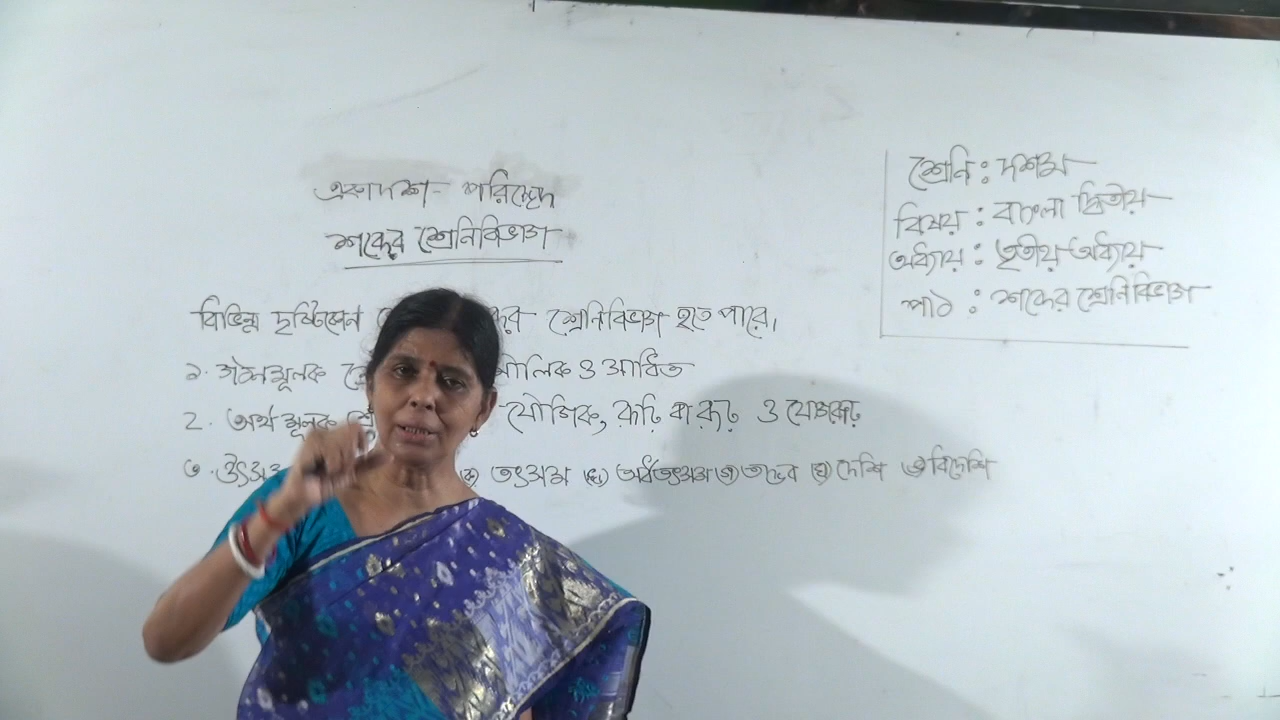 একাদশ - পরিচ্ছেদ
শব্দের শ্রেনিবিভাগ
বিভিন্ন দৃষ্টিকোন শ্রেনিবিভাগ হতে পারে।
১. গঠনমূলক মৌলিক ও সাধিত
2. অর্থমূলক যৌগিক, রূঢ়ি বা রূঢ় ও যোগরূঢ়
৩. তৎসম (খ) অর্ধতৎসম (গ) তদ্ভব (ঘ) দেশি (ঙ) বিদেশি
শ্রেনি : দশম
বিষয় : বাংলা দ্বিতীয়
অধ্যায় : তৃতীয় অধ্যায়
পাঠ : শব্দের শ্রেনিবিভাগ